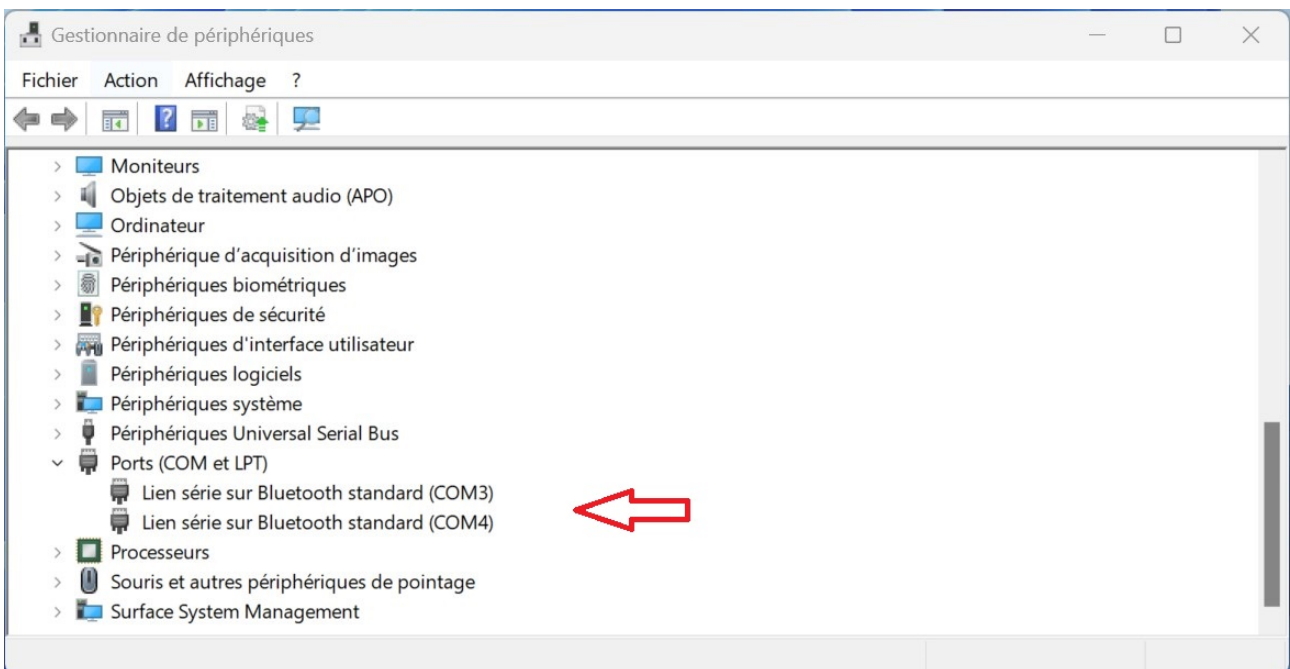 Gestionnaire de périphériques
Fichier Action Affichage ?
Moniteurs
Objets de traitement audio (APO)
Ordinateur
Périphérique d'acquisition d'images
Périphériques biométriques
Périphériques de sécurité
Périphériques d'interface utilisateur
Périphériques logiciels
Périphériques système
Périphériques Universal Serial Bus
Ports (COM et LPT)
Lien série sur Bluetooth standard (COM3)
Lien série sur Bluetooth standard (COM4)
Processeurs
Souris et autres périphériques de pointage
Surface System Management